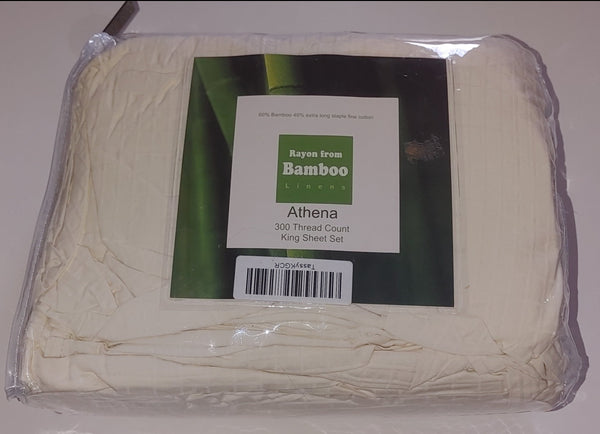 60% Bamboo 40% extra long staple fine cotton
Rayon from
Bamboo
Linens
Athena
300 Thread Count
King Sheet Set
TassyKGCR